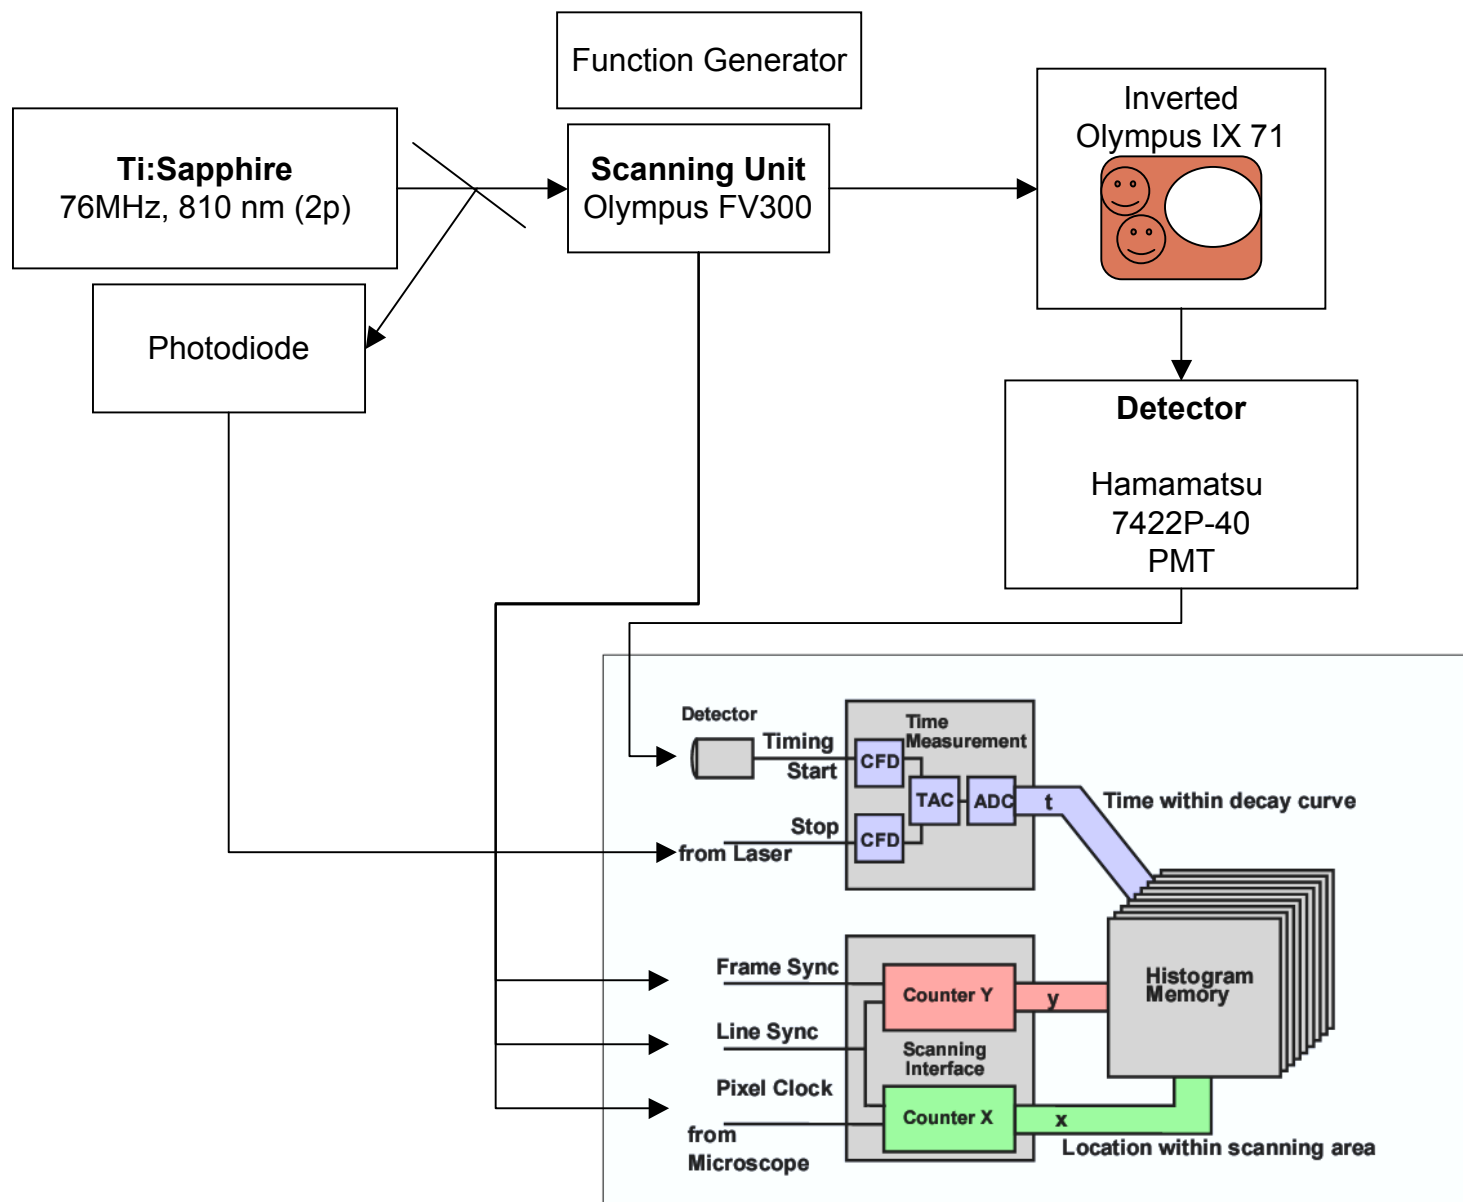 Function Generator
Ti:Sapphire
76MHz, 810 nm (2p)
Scanning Unit
Olympus FV300
Inverted
Olympus IX 71
Photodiode
Detector
Hamamatsu
7422P-40
PMT
Detector
Timing
Start
Time
Measurement
CFD
TAC
ADC
t
Time within decay curve
Stop
CFD
from Laser
Frame Sync
Counter Y
y
Histogram
Memory
Line Sync
Scanning
Interface
Pixel Clock
Counter X
x
from
Microscope
Location within scanning area